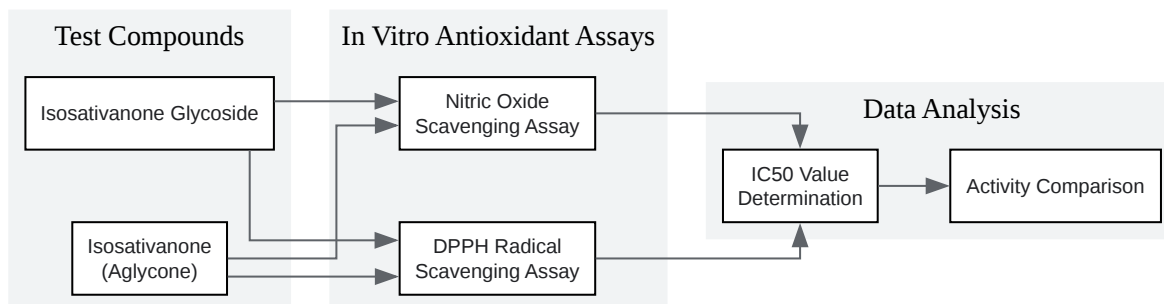 Test Compounds
Isosativanone Glycoside
Isosativanone
(Aglycone)
In Vitro Antioxidant Assays
Nitric Oxide
Scavenging Assay
DPPH Radical
Scavenging Assay
Data Analysis
IC50 Value
Determination
Activity Comparison